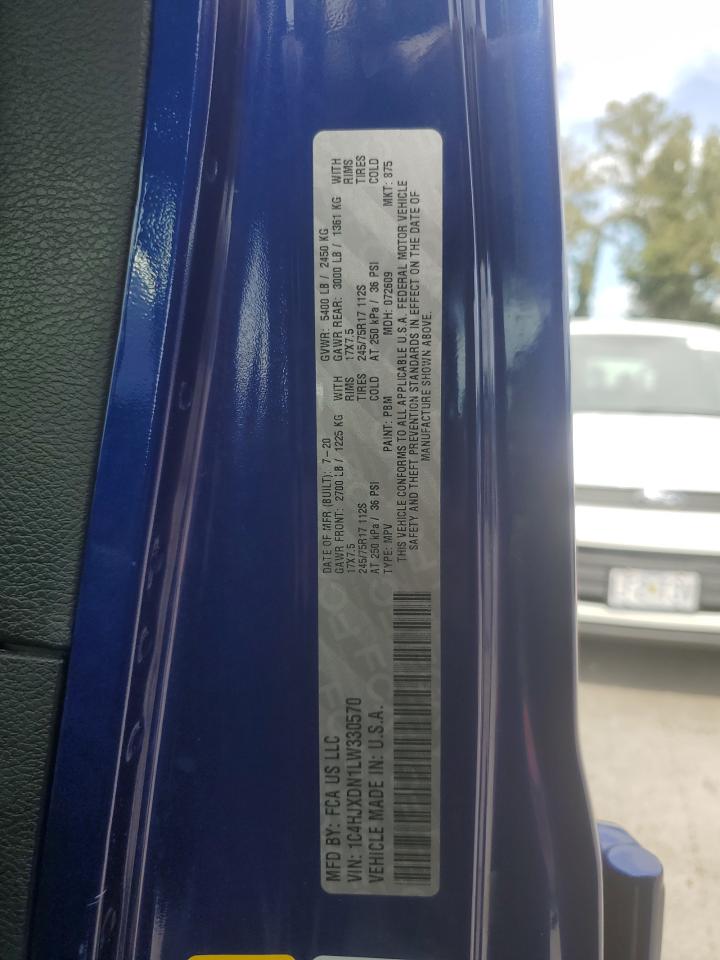 MFD BY: FCA US LLC
VIN: 1C4HJXDN1LW330570
VEHICLE MADE IN: U.S.A.
DATE OF MFR (BUILT): 7-20 GVWR: 5400 LB / 2450 KG
GAWR FRONT: 2700 LB / 1225 KG WITH GAWR REAR: 3000 LB / 1361 KG WITH
17X7.5 RIMS 17X7.5 RIMS
245/75R17 112S TIRES 245/75R17 112S TIRES
AT 250 kPa / 36 PSI COLD AT 250 kPa / 36 PSI COLD
TYPE: MPV PAINT: PBM MDH: 072609 MKT: 875
THIS VEHICLE CONFORMS TO ALL APPLICABLE U.S.A. FEDERAL MOTOR VEHICLE
SAFETY AND THEFT PREVENTION STANDARDS IN EFFECT ON THE DATE OF
MANUFACTURE SHOWN ABOVE.